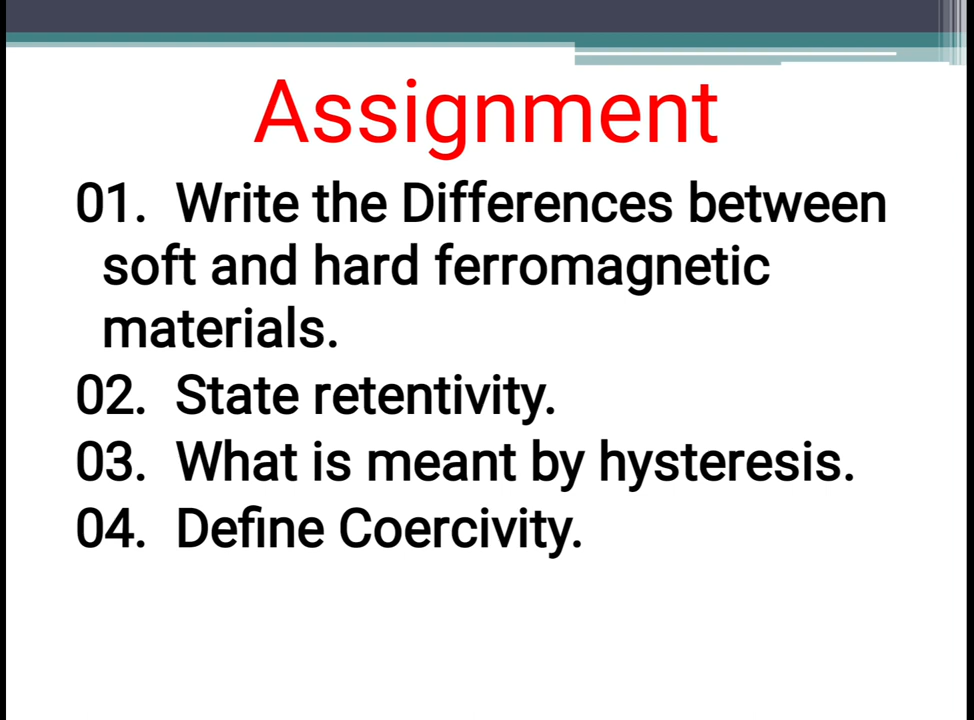 Assignment
01. Write the Differences between
soft and hard ferromagnetic
materials.
02. State retentivity.
03. What is meant by hysteresis.
04. Define Coercivity.